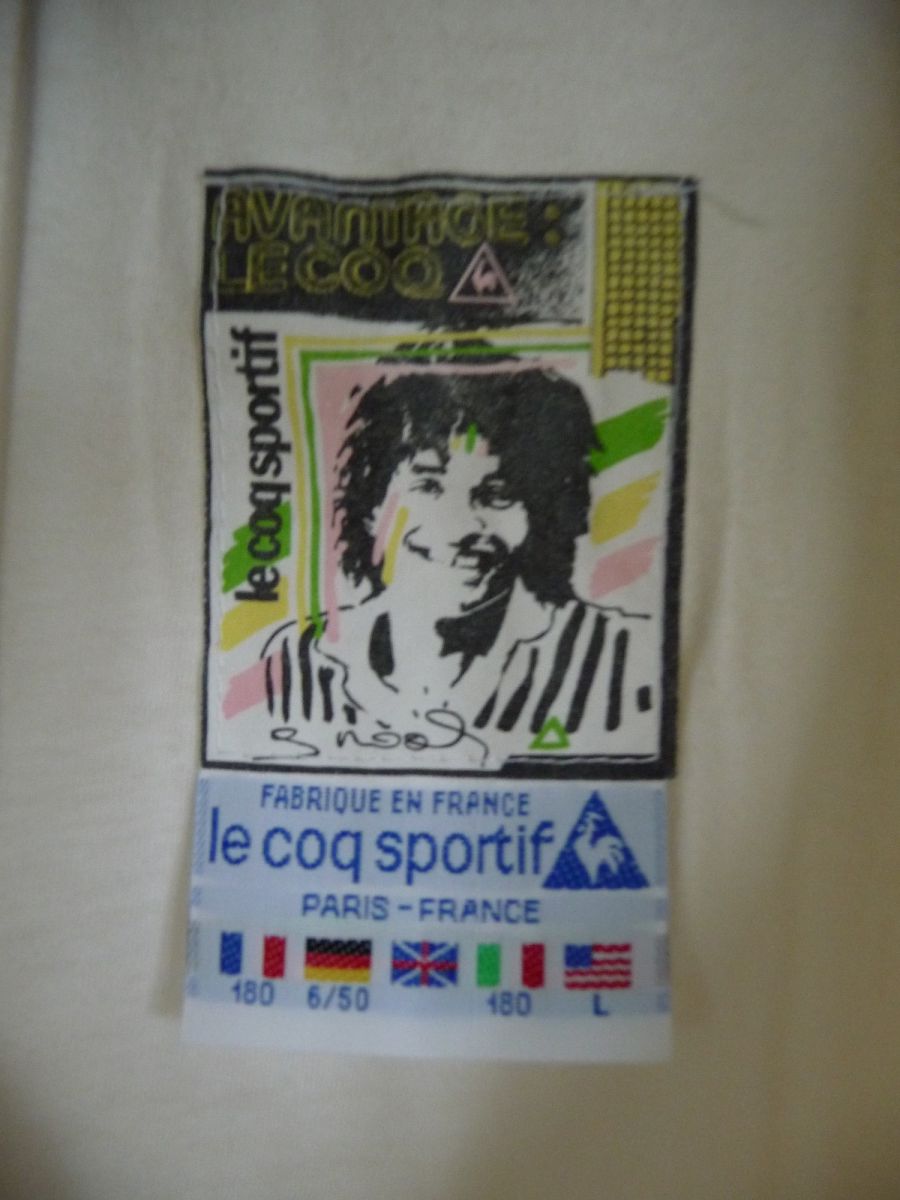 AVANTAGE:
LE COQ
le coq sportif
FABRIQUE EN FRANCE
le coq sportif
PARIS - FRANCE
180 6/50 180 L